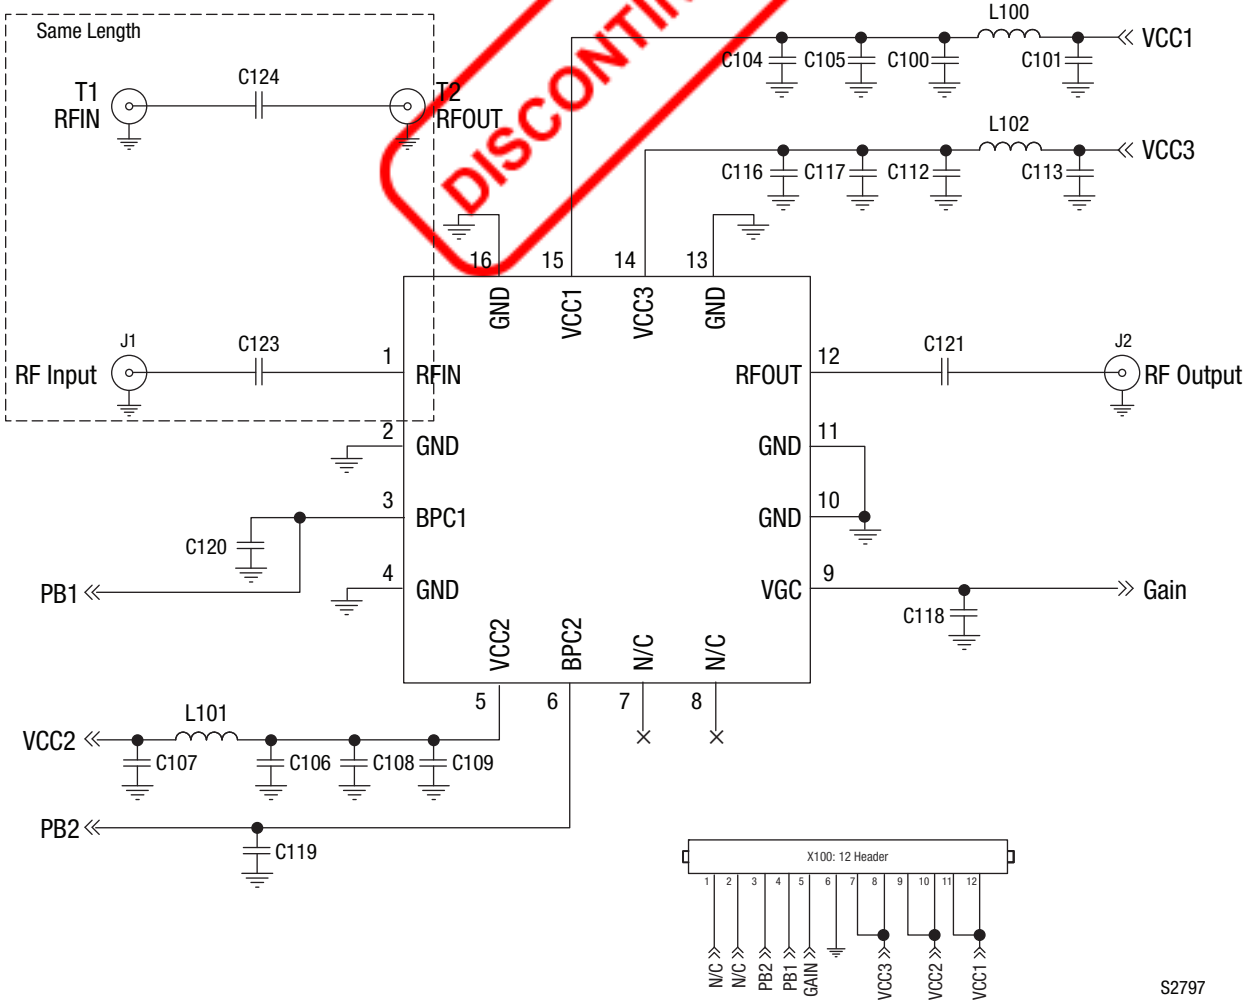 Same Length
L100
VCC1
C104 C105 C100 C101
C124
T1
RFIN
T2
RFOUT
DISCONTIN
L102
VCC3
C116 C117 C112 C113
16 15 14 13
GND VCC1 VCC3 GND
J1
RF Input
C123
1
RFIN
RFOUT
12
C121
J2
RF Output
2
GND
GND
11
3
BPC1
GND
10
C120
PB1
4
GND
VGC
9
Gain
C118
VCC2 BPC2 N/C N/C
5 6 7 8
L101
VCC2
C107 C106 C108 C109
PB2
C119
X100: 12 Header
1 2 3 4 5 6 7 8 9 10 11 12
N/C N/C PB2 PB1 GAIN VCC3 VCC2 VCC1
S2797